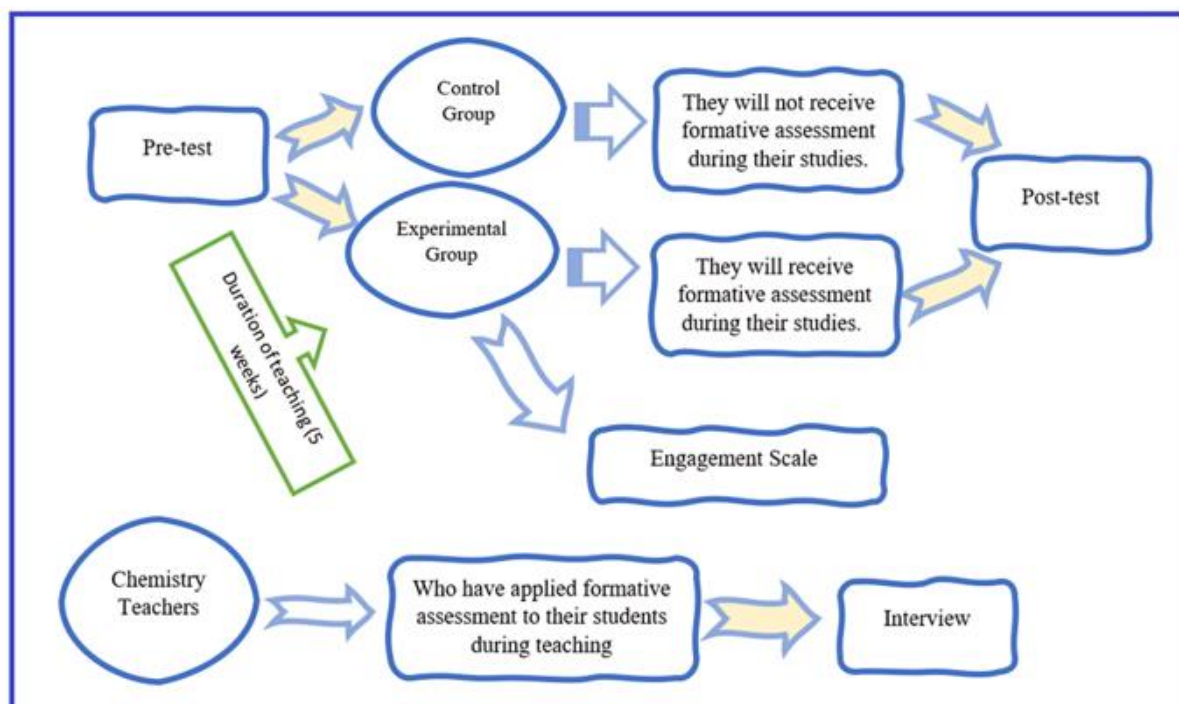 Pre-test
Control
Group
They will not receive
formative assessment
during their studies.
Post-test
Experimental
Group
They will receive
formative assessment
during their studies.
Duration of teaching (5
weeks)
Engagement Scale
Chemistry
Teachers
Who have applied formative
assessment to their students
during teaching
Interview